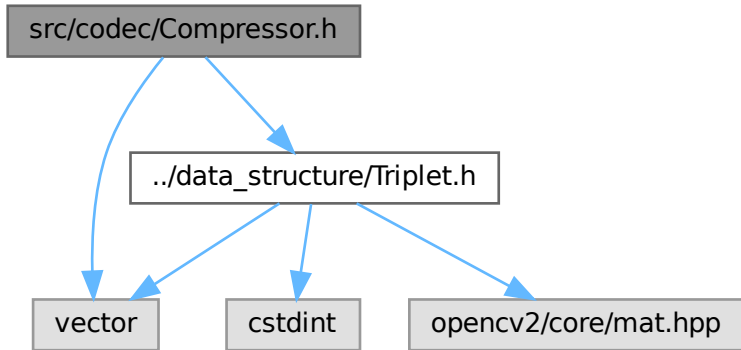 src/codec/Compressor.h
../data_structure/Triplet.h
vector
cstdint
opencv2/core/mat.hpp